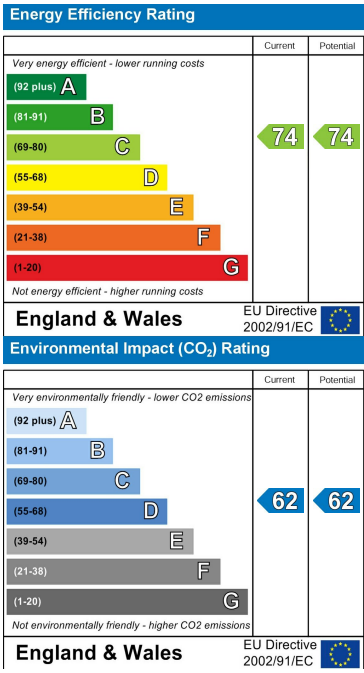 Energy Efficiency Rating
Current Potential
Very energy efficient - lower running costs
(92 plus) A
(81-91) B
(69-80) C
74 74
(55-68) D
(39-54) E
(21-38) F
(1-20) G
Not energy efficient - higher running costs
England & Wales
EU Directive
2002/91/EC
Environmental Impact (CO₂) Rating
Current Potential
Very environmentally friendly - lower CO2 emissions
(92 plus) A
(81-91) B
(69-80) C
(55-68) D
62 62
(39-54) E
(21-38) F
(1-20) G
Not environmentally friendly - higher CO2 emissions
England & Wales
EU Directive
2002/91/EC